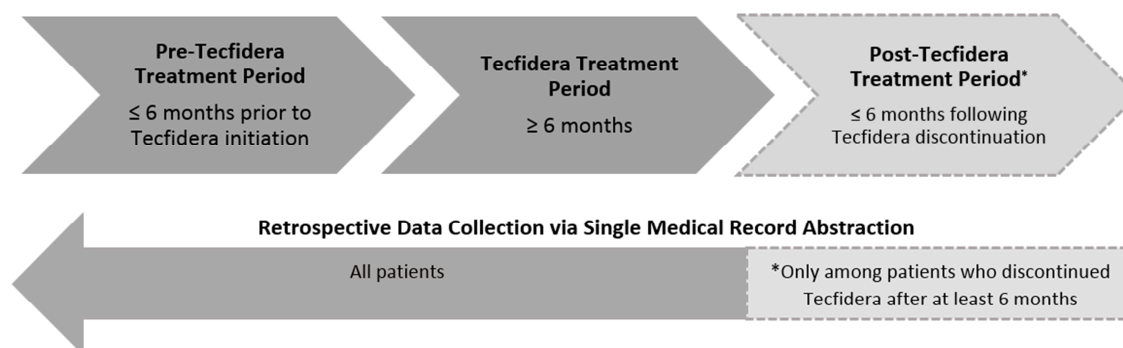 Pre-Tecfidera
Treatment Period
≤ 6 months prior to
Tecfidera initiation
Tecfidera Treatment
Period
≥ 6 months
Post-Tecfidera
Treatment Period*
≤ 6 months following
Tecfidera discontinuation
Retrospective Data Collection via Single Medical Record Abstraction
All patients
*Only among patients who discontinued
Tecfidera after at least 6 months